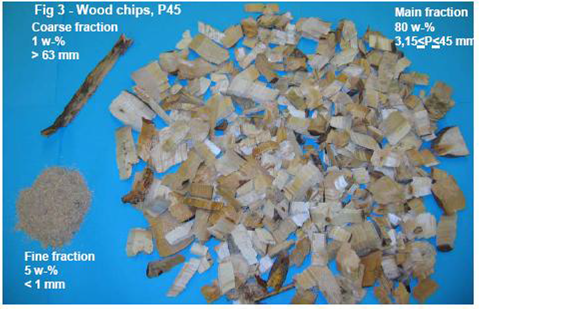 Fig 3 - Wood chips, P45
Coarse fraction
1 w-%
> 63 mm
Main fraction
80 w-%
3,15≤P≤45 mm
Fine fraction
5 w-%
< 1 mm